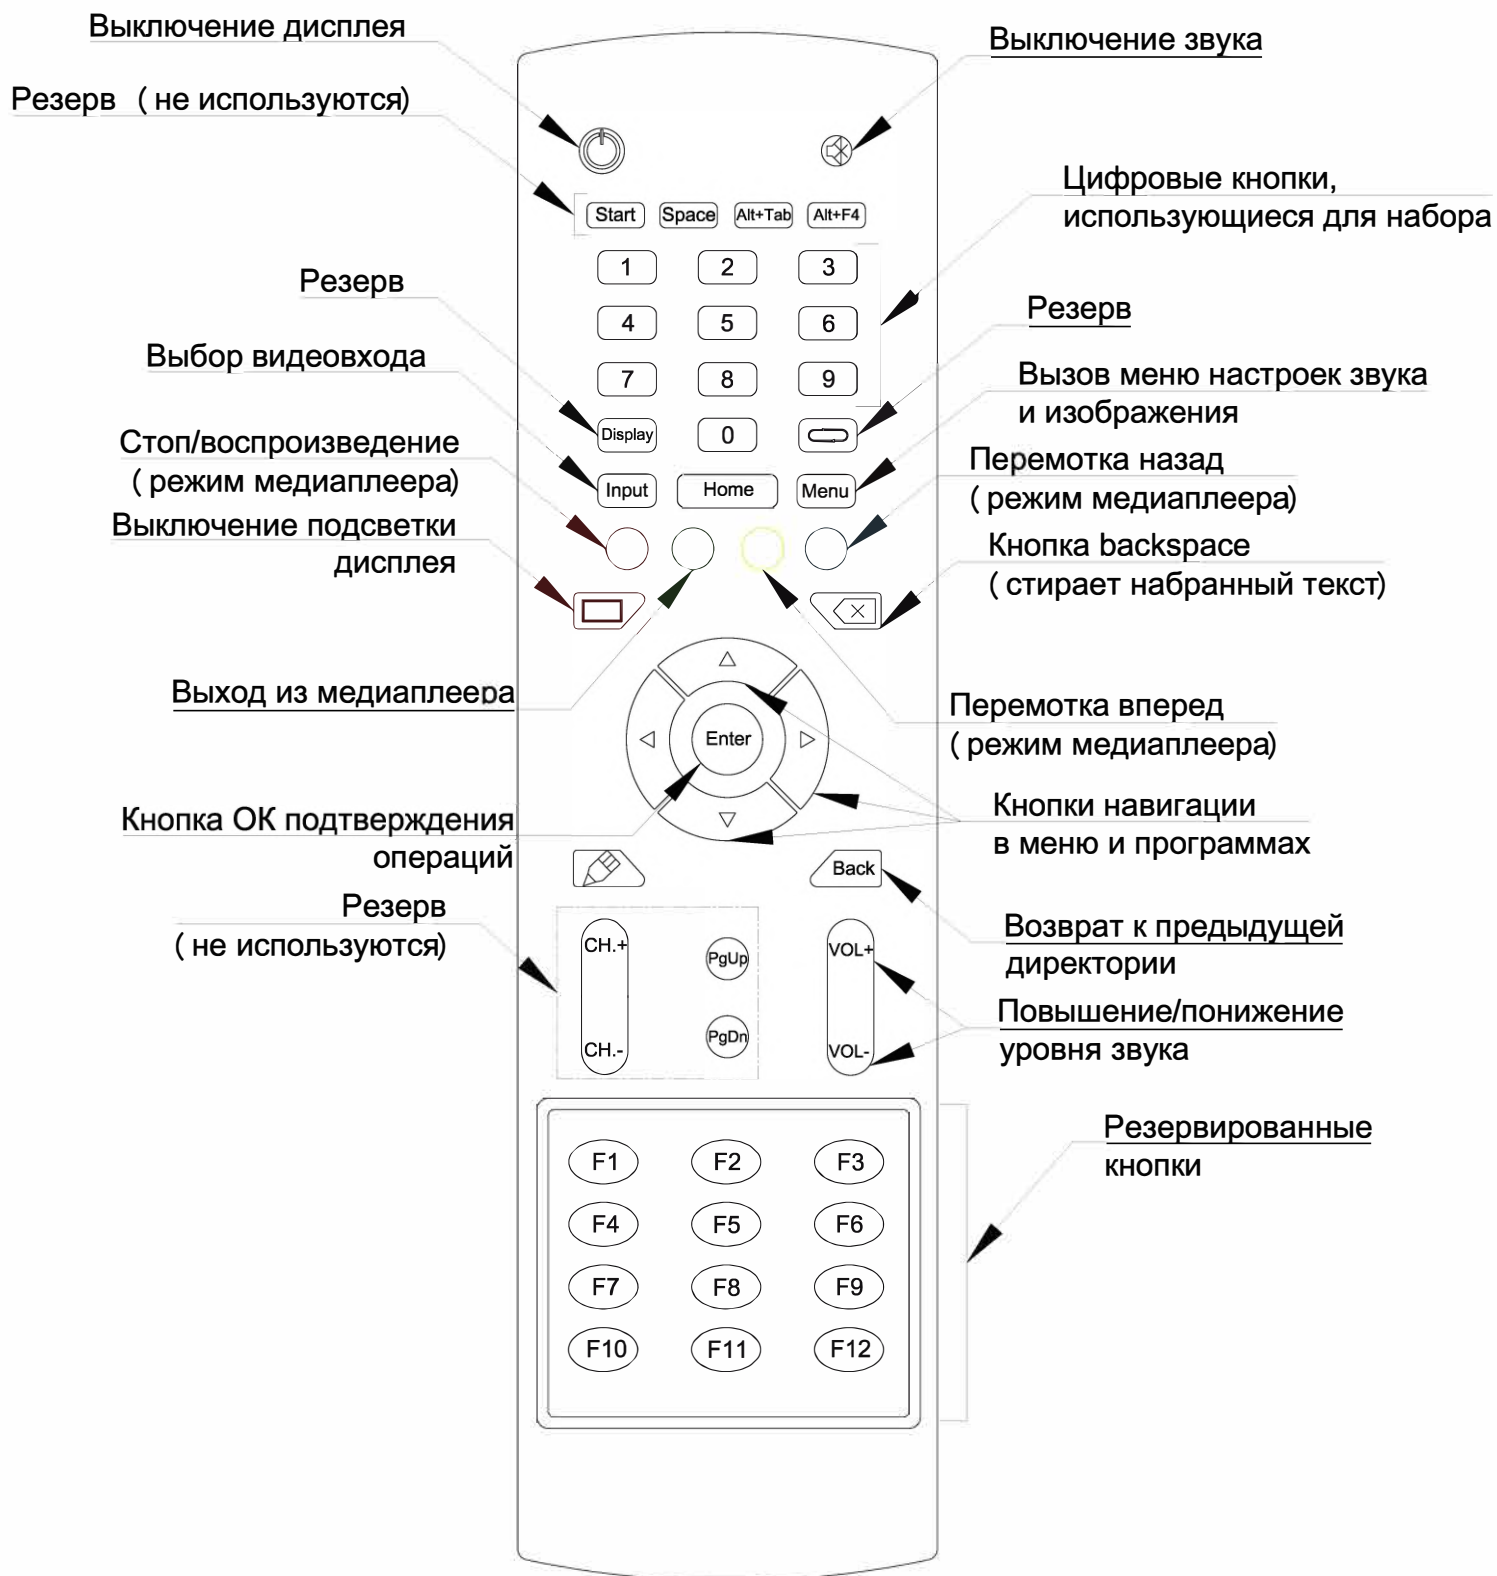 Выключение дисплея
Выключение звука
Резерв ( не используются)
Цифровые кнопки,
использующиеся для набора
Start Space Alt+Tab Alt+F4
1 2 3
Резерв
4 5 6
Резерв
Выбор видеовхода
7 8 9
Вызов меню настроек звука
и изображения
Display 0
Стоп/воспроизведение
( режим медиаплеера)
Перемотка назад
( режим медиаплеера)
Input Home Menu
Выключение подсветки
дисплея
Кнопка backspace
( стирает набранный текст)
Выход из медиаплеера
Перемотка вперед
( режим медиаплеера)
Enter
Кнопка ОК подтверждения
операций
Кнопки навигации
в меню и программах
Back
Резерв
( не используются)
Возврат к предыдущей
директории
CH.+ PgUp VOL+
Повышение/понижение
уровня звука
CH.- PgDn VOL-
Резервированные
кнопки
F1 F2 F3
F4 F5 F6
F7 F8 F9
F10 F11 F12